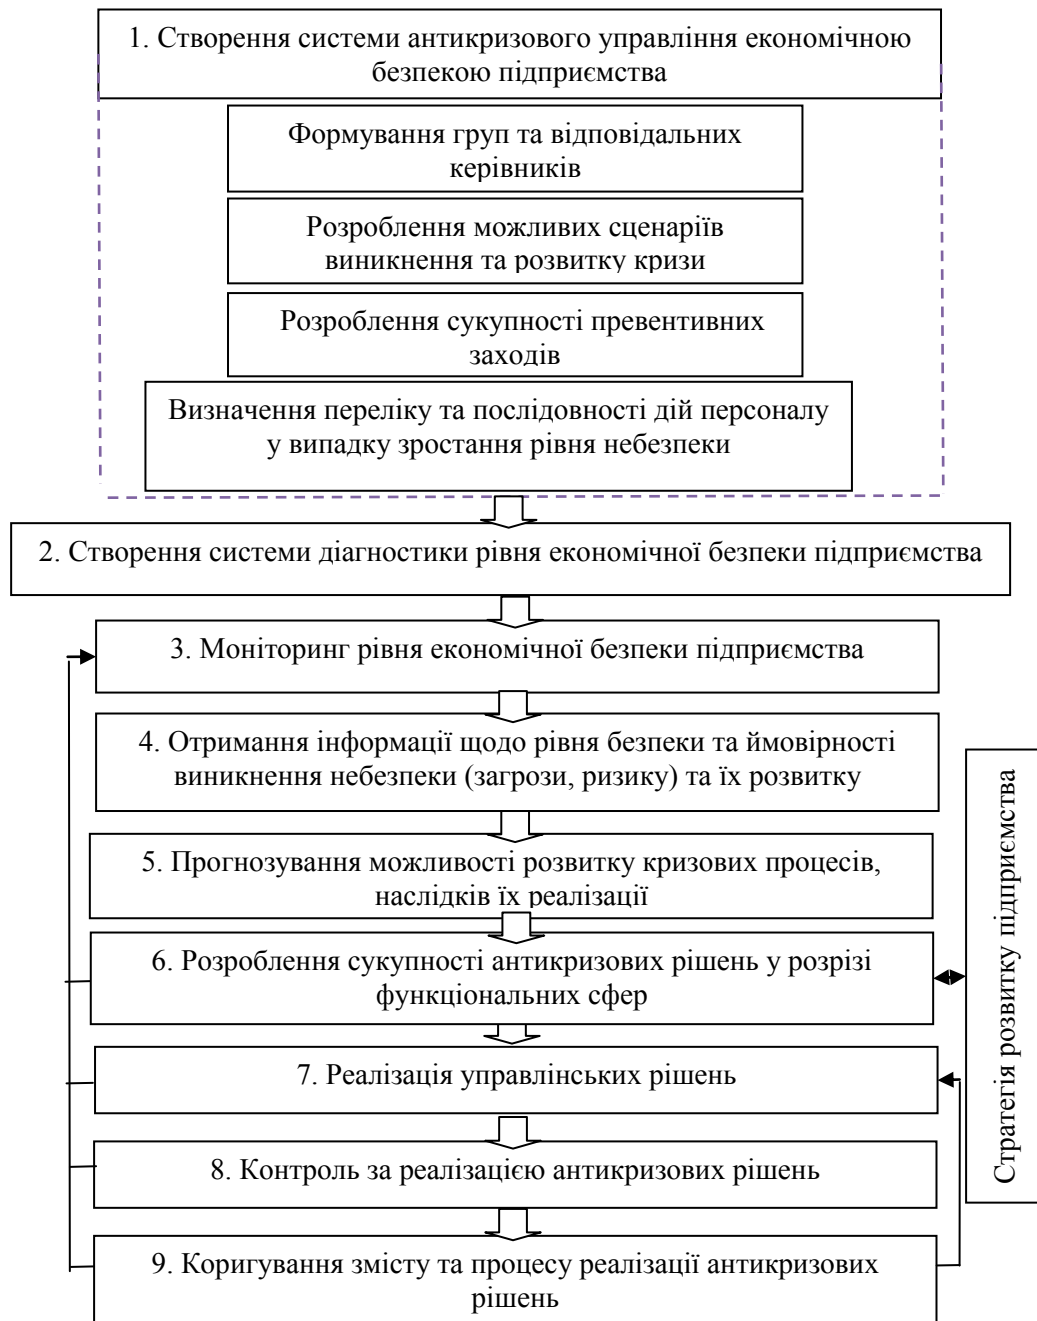 1. Створення системи антикризового управління економічною
безпекою підприємства
Формування груп та відповідальних
керівників
Розроблення можливих сценаріїв
виникнення та розвитку кризи
Розроблення сукупності превентивних
заходів
Визначення переліку та послідовності дій персоналу
у випадку зростання рівня небезпеки
2. Створення системи діагностики рівня економічної безпеки підприємства
3. Моніторинг рівня економічної безпеки підприємства
4. Отримання інформації щодо рівня безпеки та ймовірності
виникнення небезпеки (загрози, ризику) та їх розвитку
5. Прогнозування можливості розвитку кризових процесів,
наслідків їх реалізації
6. Розроблення сукупності антикризових рішень у розрізі
функціональних сфер
7. Реалізація управлінських рішень
8. Контроль за реалізацією антикризових рішень
9. Коригування змісту та процесу реалізації антикризових
рішень
Стратегія розвитку підприємства